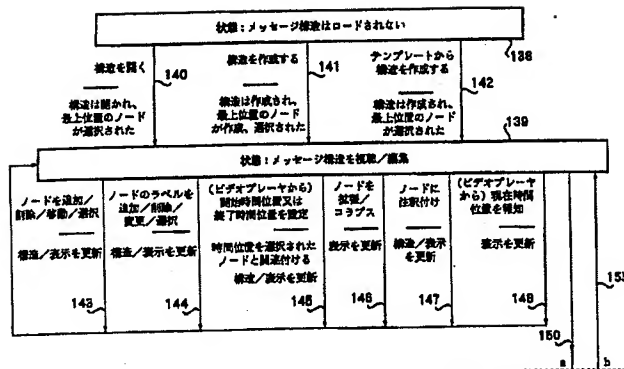 状態：メッセージ構造はロードされない
138
構造を開く
140
構造は開かれ、
最上位置のノード
が選択された
構造を作成する
141
構造は作成され、
最上位置のノード
が作成、選択された
テンプレートから
構造を作成する
142
構造は作成され、
最上位置のノード
が選択された
139
状態：メッセージ構造を視聴／編集
ノードを追加／
削除／移動／選択
構造／表示を更新
143
ノードのラベルを
追加／削除／
変更／選択
構造／表示を更新
144
（ビデオプレーヤから）
開始時間位置又は
終了時間位置を設定
時間位置を選択された
ノードと関連付ける
構造／表示を更新
145
ノードを
拡張／
コラプス
表示を更新
146
ノードに
注釈付け
構造／表示
を更新
147
（ビデオプレーヤ
から）現在時間
位置を報知
表示を更新
148
150
a
153
b